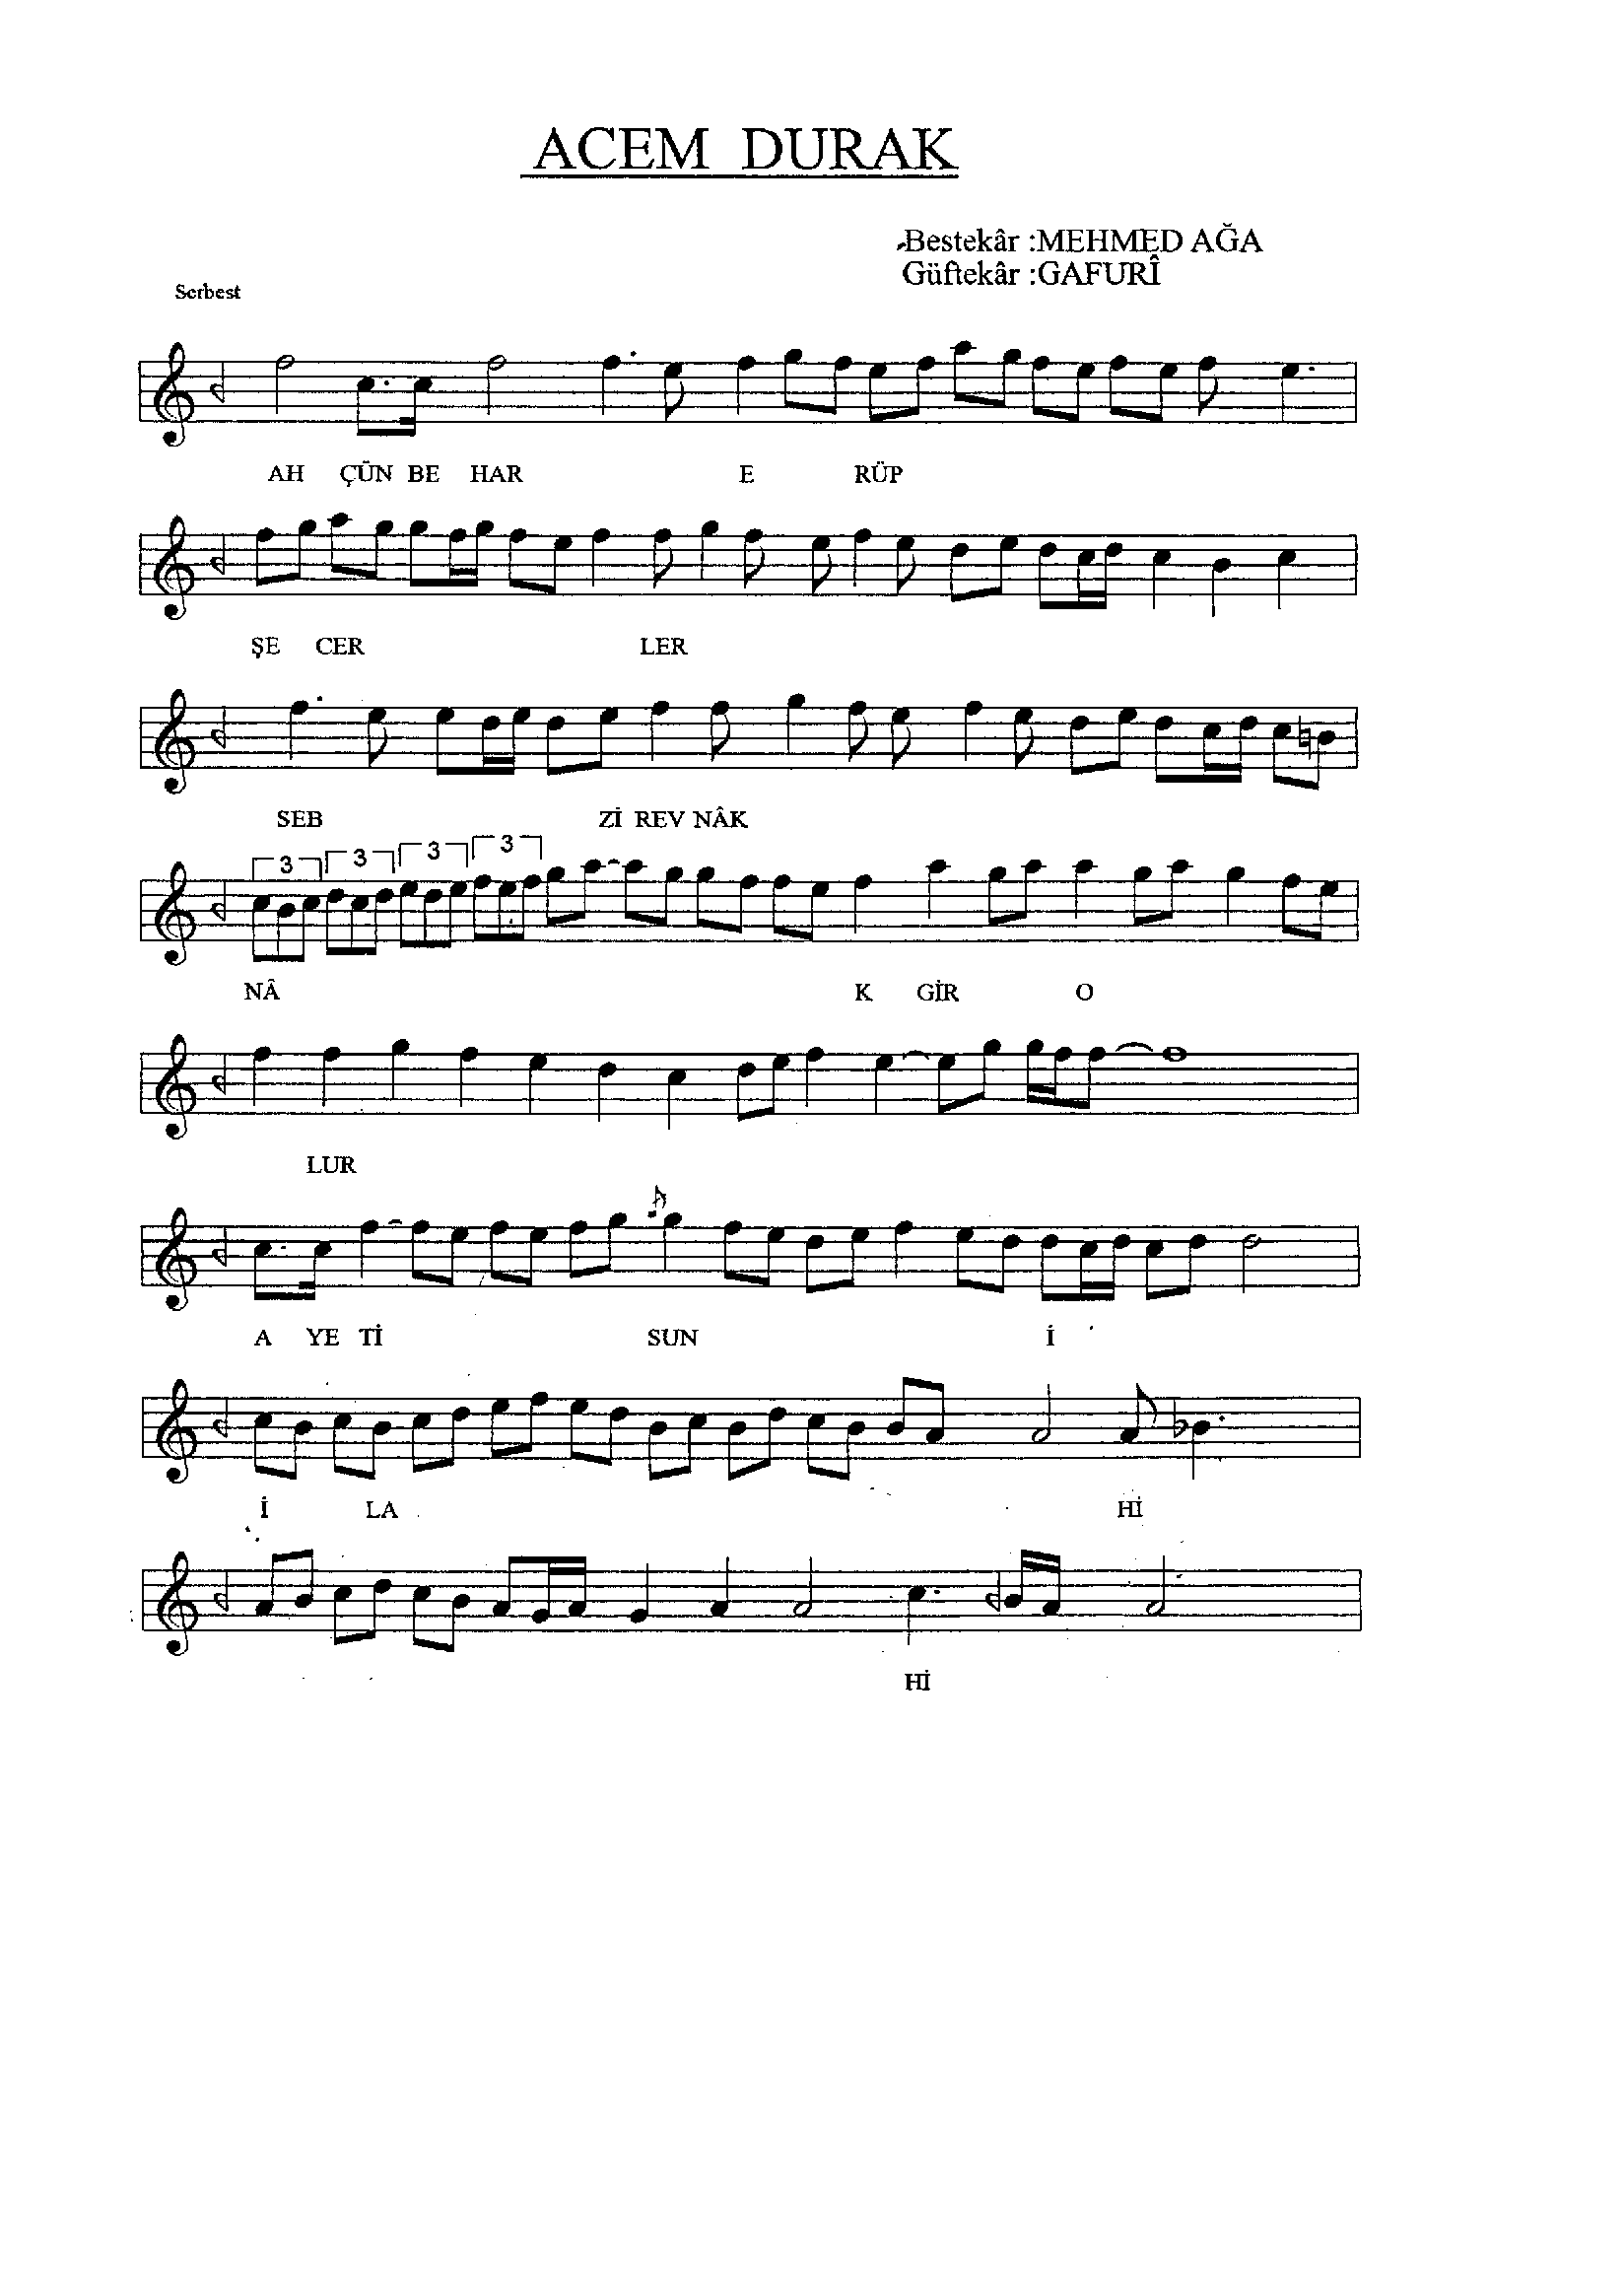 ACEM DURAK
Bestekâr :MEHMED AĞA
Güftekâr :GAFURÎ
Serbest
AH ÇÜN BE HAR E RÜP
ŞE CER LER
SEB Zİ REV NÂK
3 3 3 3
NÂ K GİR O
LUR
A YE Tİ SUN İ
İ LA Hİ
Hİ